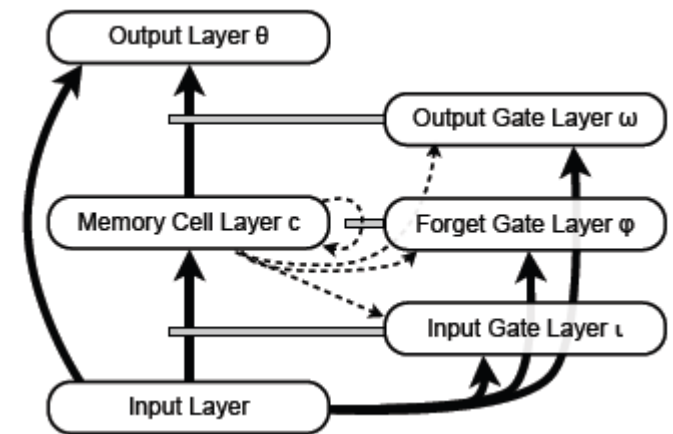 Output Layer θ
Output Gate Layer ω
Memory Cell Layer c
Forget Gate Layer φ
Input Gate Layer ι
Input Layer